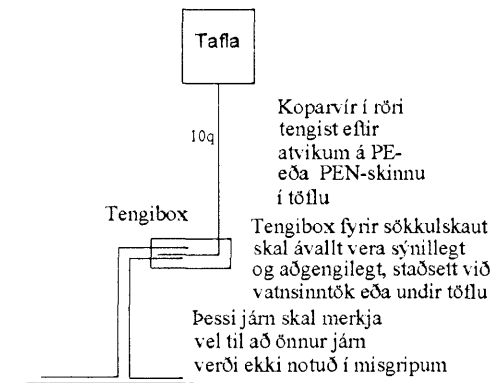 Tafla
Koparvír í röri
tengist eftir
atvikum á PE-
eða PEN-skinnu
í töflu
10q
Tengibox
Tengibox fyrir sökkulskaut
skal ávallt vera sýnillegt
og aðgengilegt, staðsett við
vatnsinntök eða undir töflu
Þessi járn skal merkja
vel til að önnur járn
verði ekki notuð í misgripum